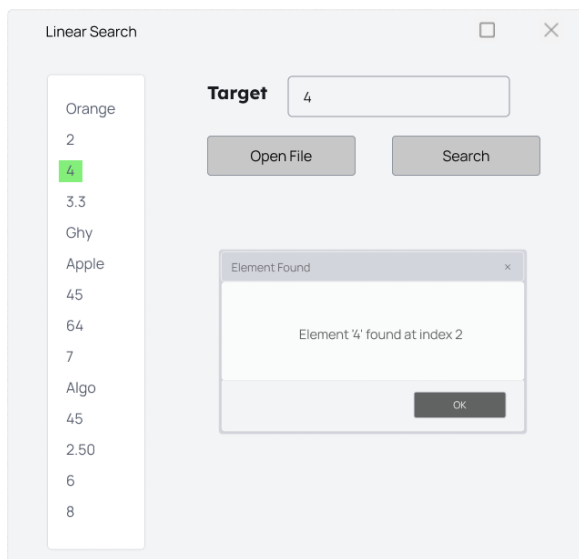 Linear Search
Orange
2
4
3.3
Ghy
Apple
45
64
7
Algo
45
2.50
6
8
Target
4
Open File
Search
Element Found
Element '4' found at index 2
OK